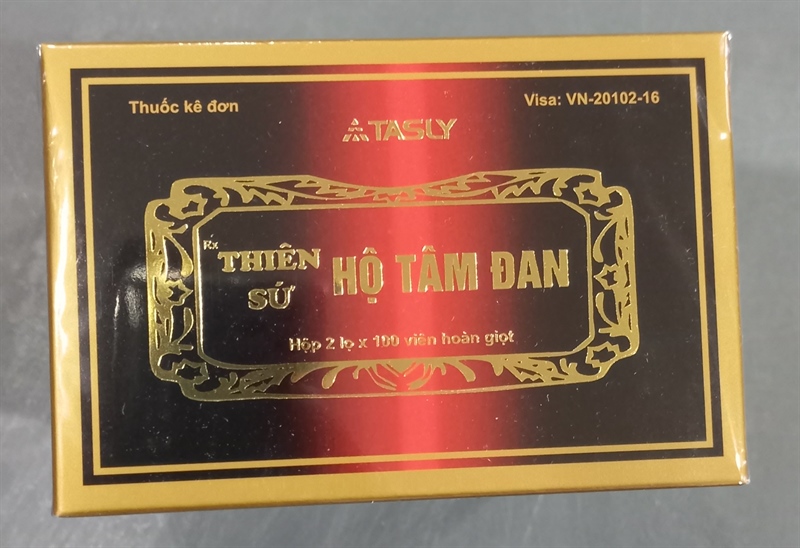 Thuốc kê đơn
Visa: VN-20102-16
TASLY
Rx THIÊN SỨ
HỘ TÂM ĐAN
Hộp 2 lọ x 100 viên hoàn giọt